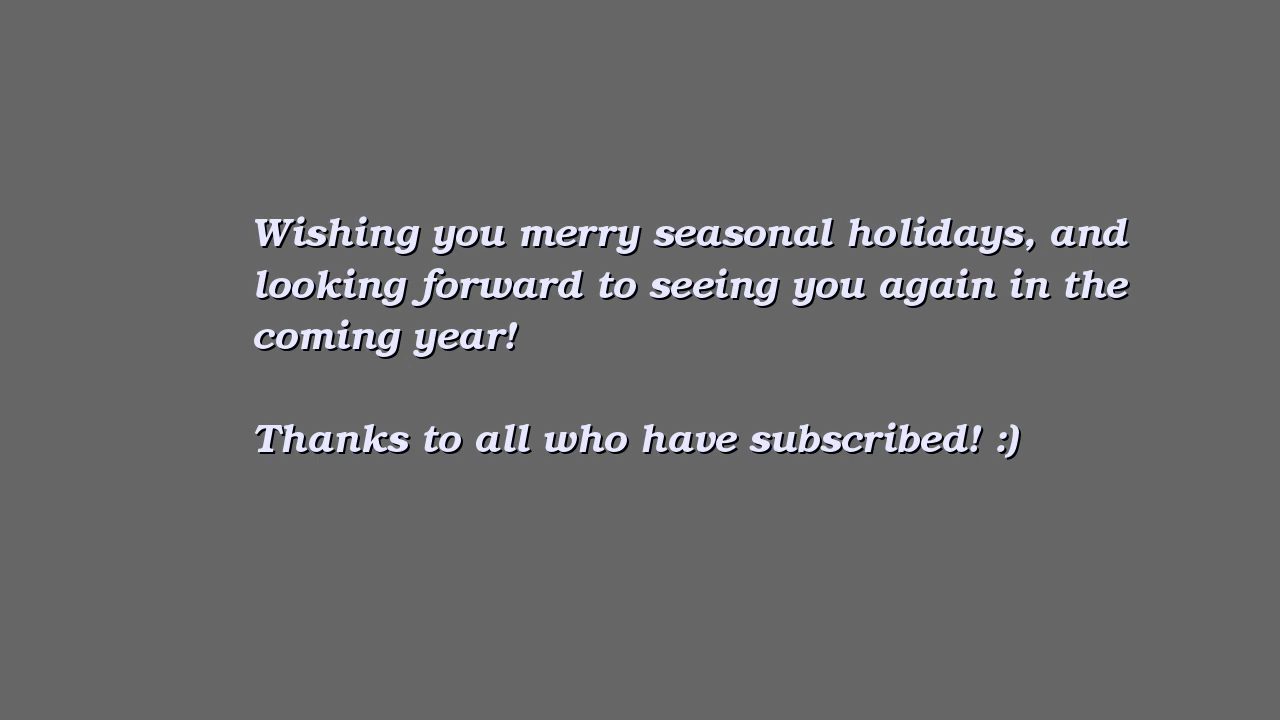 Wishing you merry seasonal holidays, and
looking forward to seeing you again in the
coming year!
Thanks to all who have subscribed! :)